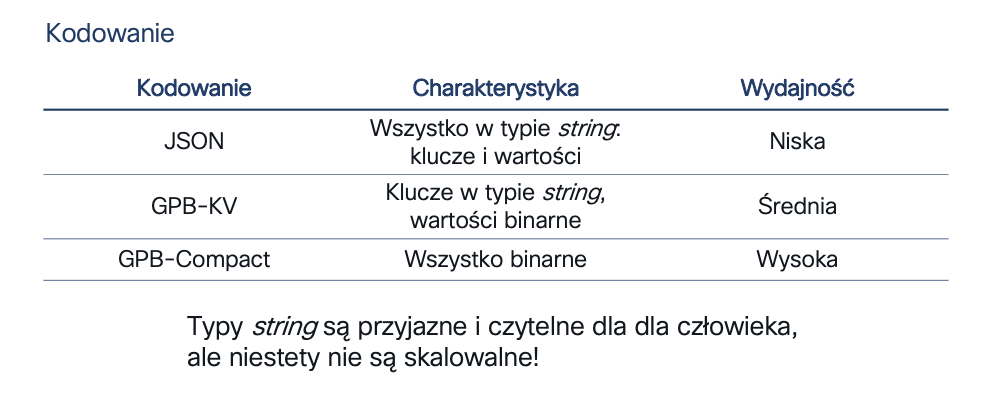 Kodowanie
Kodowanie Charakterystyka Wydajność
JSON Wszystko w typie string: klucze i wartości Niska
GPB-KV Klucze w typie string, wartości binarne Średnia
GPB-Compact Wszystko binarne Wysoka
Typy string są przyjazne i czytelne dla dla człowieka,
ale niestety nie są skalowalne!